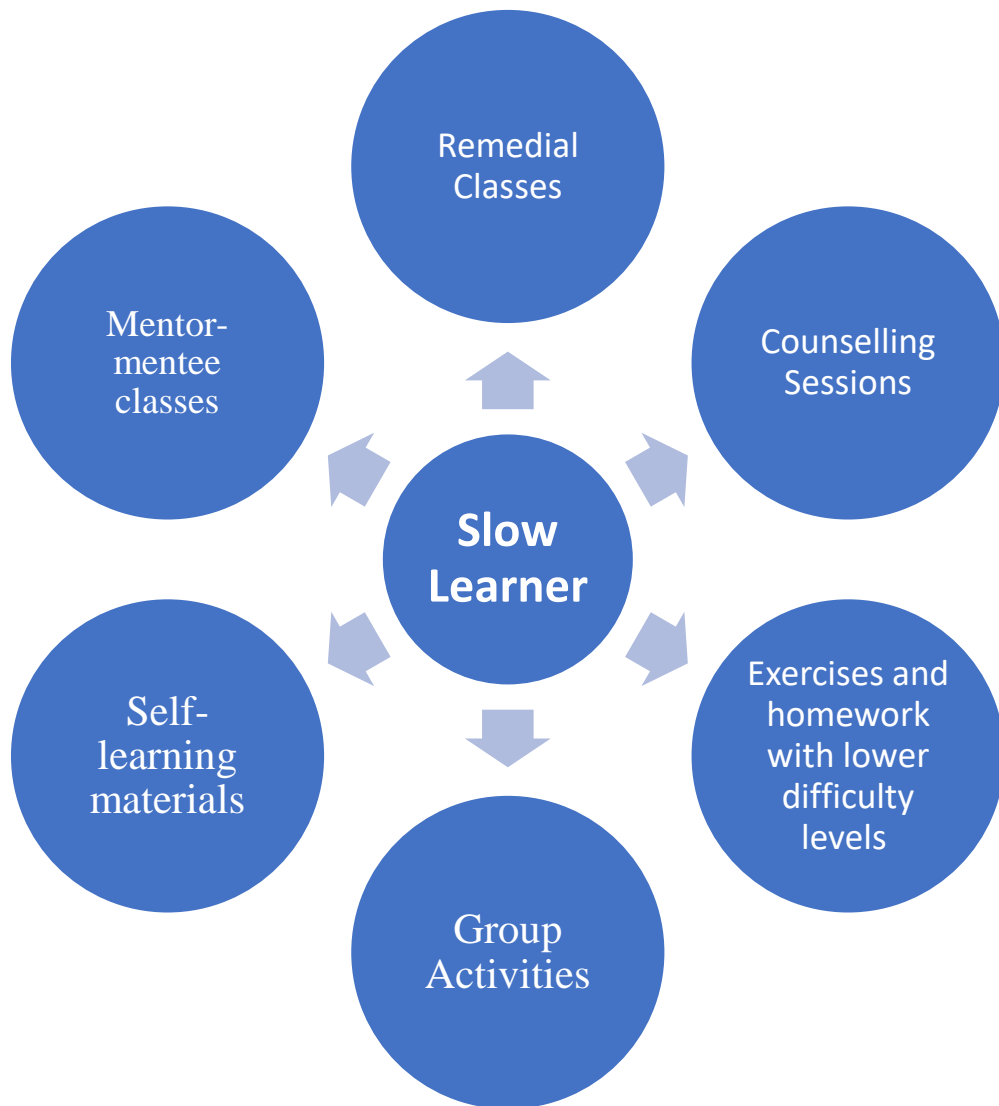 Remedial
Classes
Counselling
Sessions
Exercises and
homework
with lower
difficulty
levels
Group
Activities
Self-
learning
materials
Mentor-
mentee
classes
Slow
Learner